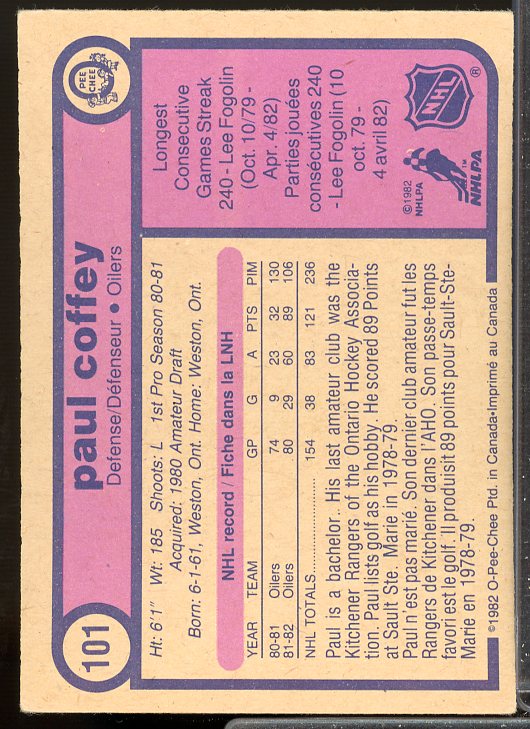 101
paul coffey
Defense/Défenseur • Oilers
O
PEE
CHEE
Ht: 6'1" Wt: 185 Shoots: L 1st Pro Season 80-81
Acquired: 1980 Amateur Draft
Born: 6-1-61, Weston, Ont. Home: Weston, Ont.
NHL record / Fiche dans la LNH
YEAR TEAM GP G A PTS PIM
80-81 Oilers 74 9 23 32 130
81-82 Oilers 80 29 60 89 106
NHL TOTALS 154 38 83 121 236
Paul is a bachelor. His last amateur club was the
Kitchener Rangers of the Ontario Hockey Associa-
tion. Paul lists golf as his hobby. He scored 89 Points
at Sault Ste. Marie in 1978-79.
Paul n'est pas marié. Son dernier club amateur fut les
Rangers de Kitchener dans l'AHO. Son passe-temps
favori est le golf. Il produisit 89 points pour Sault-Ste-
Marie en 1978-79.
Longest
Consecutive
Games Streak
240 - Lee Fogolin
(Oct. 10/79 -
Apr. 4/82)
Parties jouées
consécutives 240
- Lee Fogolin (10
oct. 79 -
4 avril 82)
©1982
NHLPA
NHLPA
TM
NHL
®
©1982 O-Pee-Chee Ptd. in Canada-Imprimé au Canada